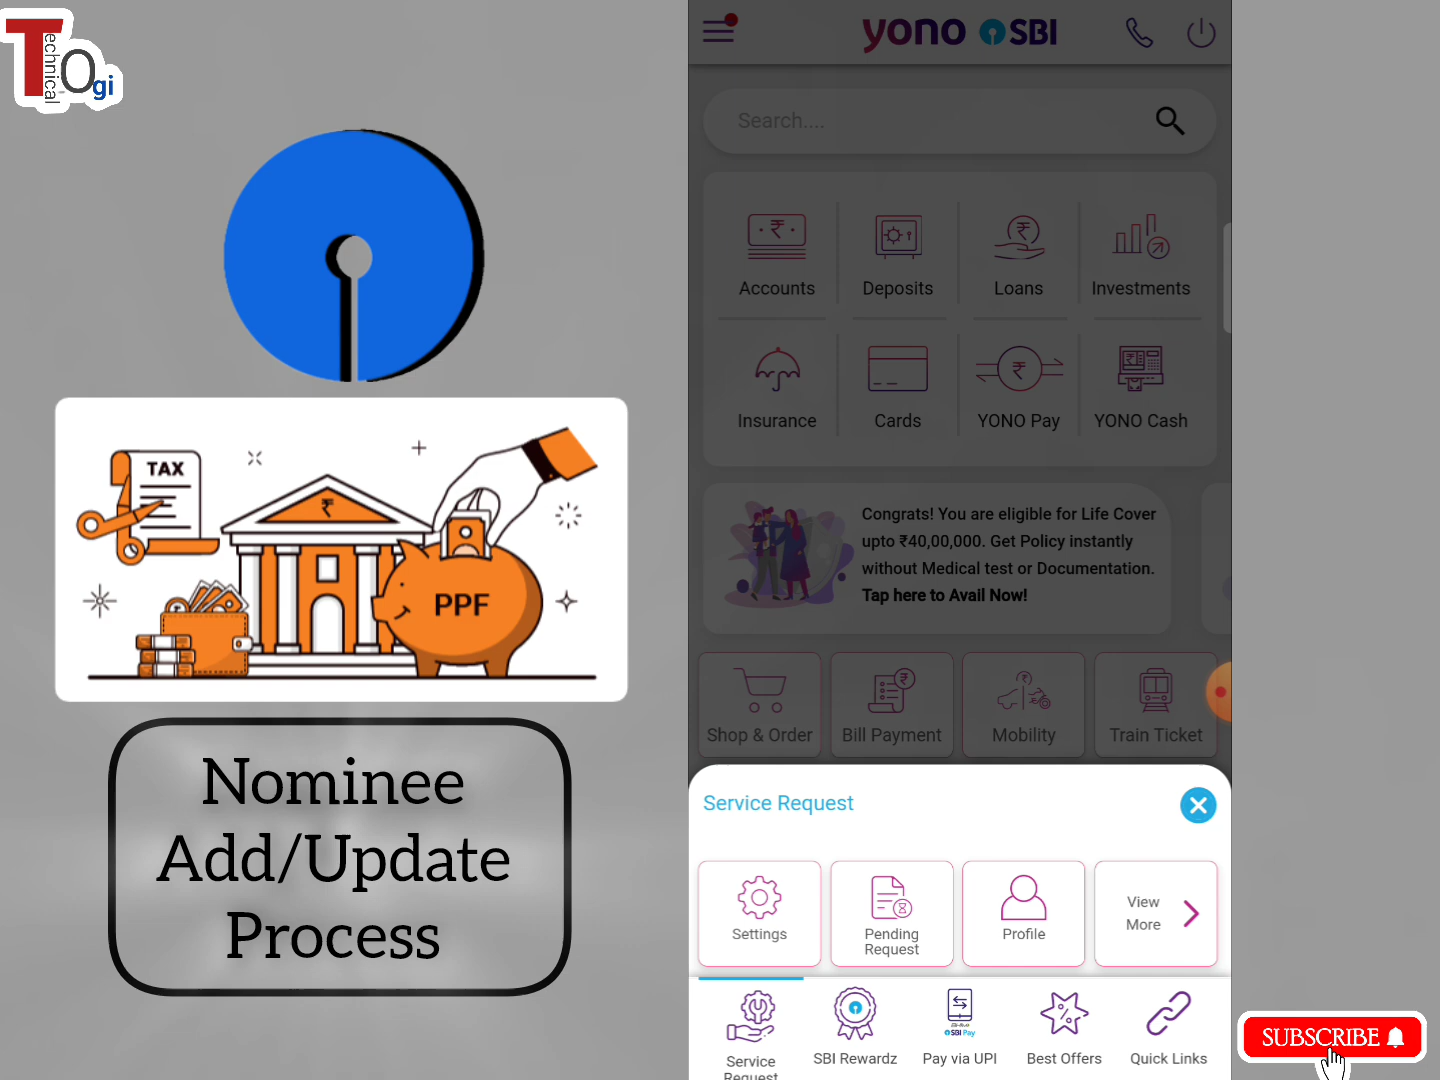 Technical
Ogi
TAX
PPF
Nominee
Add/Update
Process
yono SBI
Search....
Accounts
Deposits
Loans
Investments
Insurance
Cards
YONO Pay
YONO Cash
Congrats! You are eligible for Life Cover
upto ₹40,00,000. Get Policy instantly
without Medical test or Documentation.
Tap here to Avail Now!
Shop & Order
Bill Payment
Mobility
Train Ticket
Service Request
Settings
Pending
Request
Profile
View
More
Service
Request
SBI Rewardz
SBI Pay
Pay via UPI
Best Offers
Quick Links
SUBSCRIBE